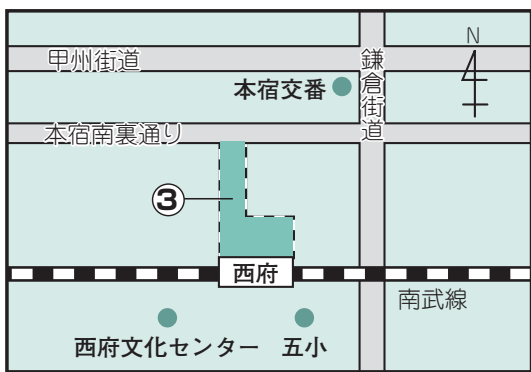 N
甲州街道
鎌倉街道
本宿交番
本宿南裏通り
③
西府
南武線
西府文化センター
五小